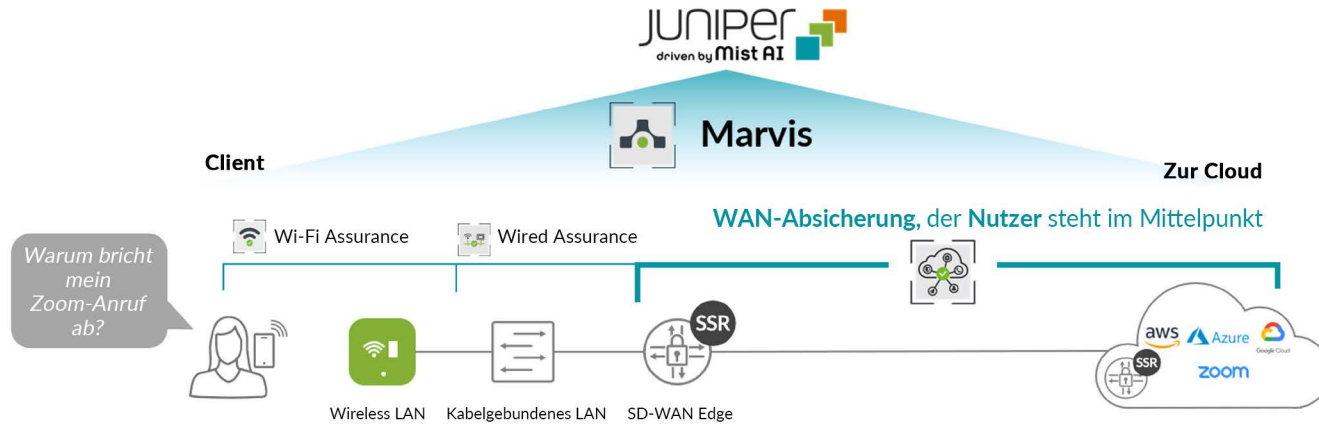 JUNIPer
driven by Mist AI
Marvis
Client
Zur Cloud
WAN-Absicherung, der Nutzer steht im Mittelpunkt
Wi-Fi Assurance
Wired Assurance
Warum bricht
mein
Zoom-Anruf
ab?
SSR
aws
Azure
Google Cloud
SSR
zoom
Wireless LAN
Kabelgebundenes LAN
SD-WAN Edge